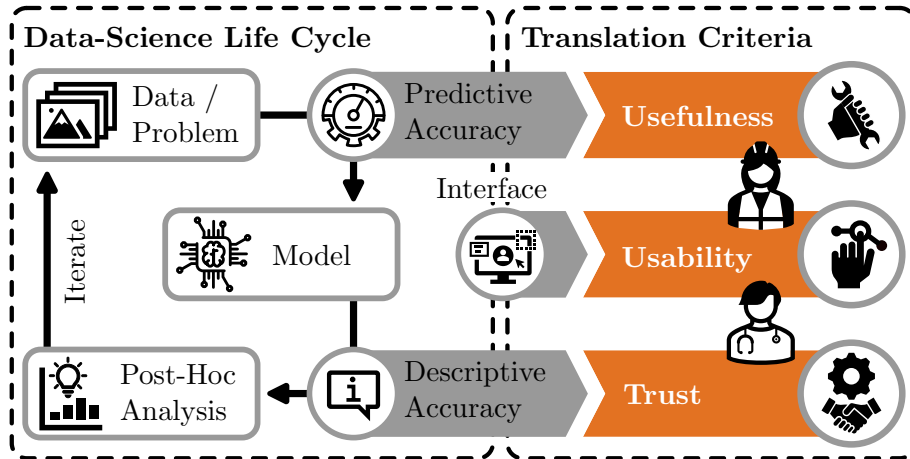 Data-Science Life Cycle
Data /
Problem
Predictive
Accuracy
Model
Interface
Iterate
Post-Hoc
Analysis
Descriptive
Accuracy
Translation Criteria
Usefulness
Usability
Trust